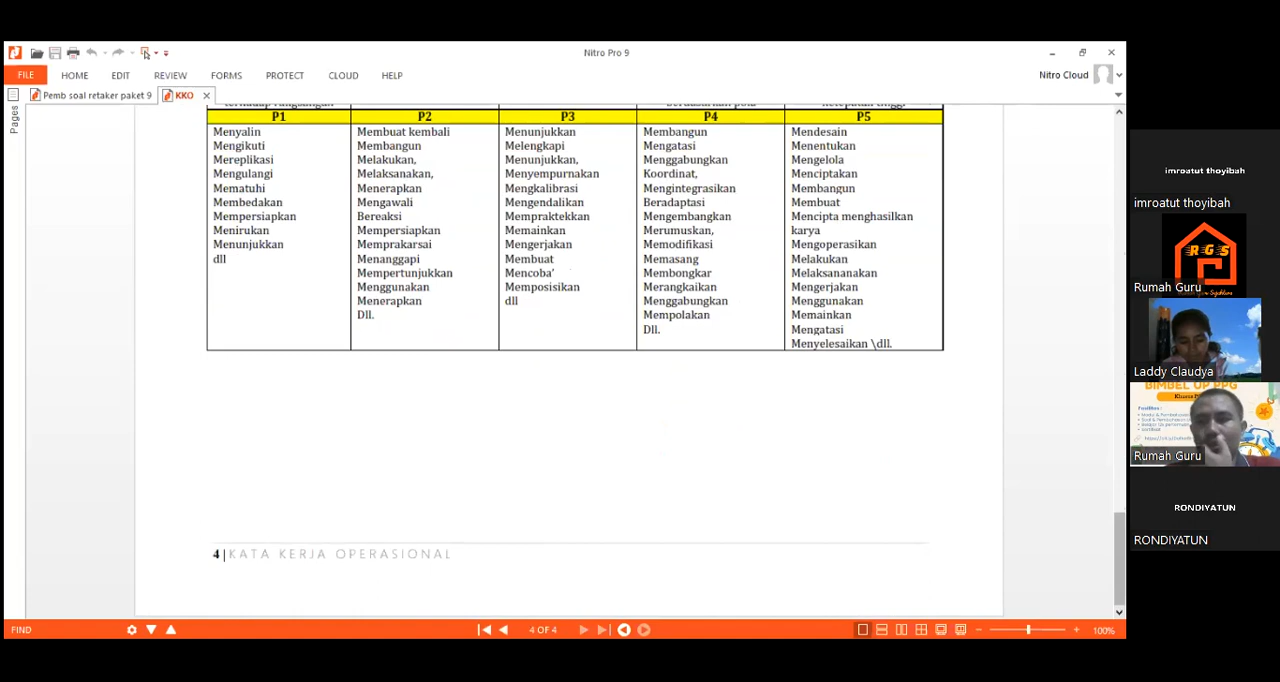 Nitro Pro 9
FILE HOME EDIT REVIEW FORMS PROTECT CLOUD HELP
Nitro Cloud
Pemb soal retaker paket 9
KKO
Pages
P1 P2 P3 P4 P5
Menyalin
Mengikuti
Mereplikasi
Mengulangi
Mematuhi
Membedakan
Mempersiapkan
Menirukan
Menunjukkan
dll
Membuat kembali
Membangun
Melakukan,
Melaksanakan,
Menerapkan
Mengawali
Bereaksi
Mempersiapkan
Memprakarsai
Menanggapi
Mempertunjukkan
Menggunakan
Menerapkan
Dll.
Menunjukkan
Melengkapi
Menunjukkan,
Menyempurnakan
Mengkalibrasi
Mengendalikan
Mempraktekkan
Memainkan
Mengerjakan
Membuat
Mencoba’
Memposisikan
dll
Membangun
Mengatasi
Menggabungkan
Koordinat,
Mengintegrasikan
Beradaptasi
Mengembangkan
Merumuskan,
Memodifikasi
Memasang
Membongkar
Merangkaikan
Menggabungkan
Mempolakan
Dll.
Mendesain
Menentukan
Mengelola
Menciptakan
Membangun
Membuat
Mencipta menghasilkan
karya
Mengoperasikan
Melakukan
Melaksananakan
Mengerjakan
Menggunakan
Memainkan
Mengatasi
Menyelesaikan \dll.
4|KATA KERJA OPERASIONAL
FIND
4 OF 4
100%
imroatut thoyibah
imroatut thoyibah
RGS
Rumah Guru
Laddy Claudya
BIMBEL UP PPG
Rumah Guru
RONDIYATUN
RONDIYATUN